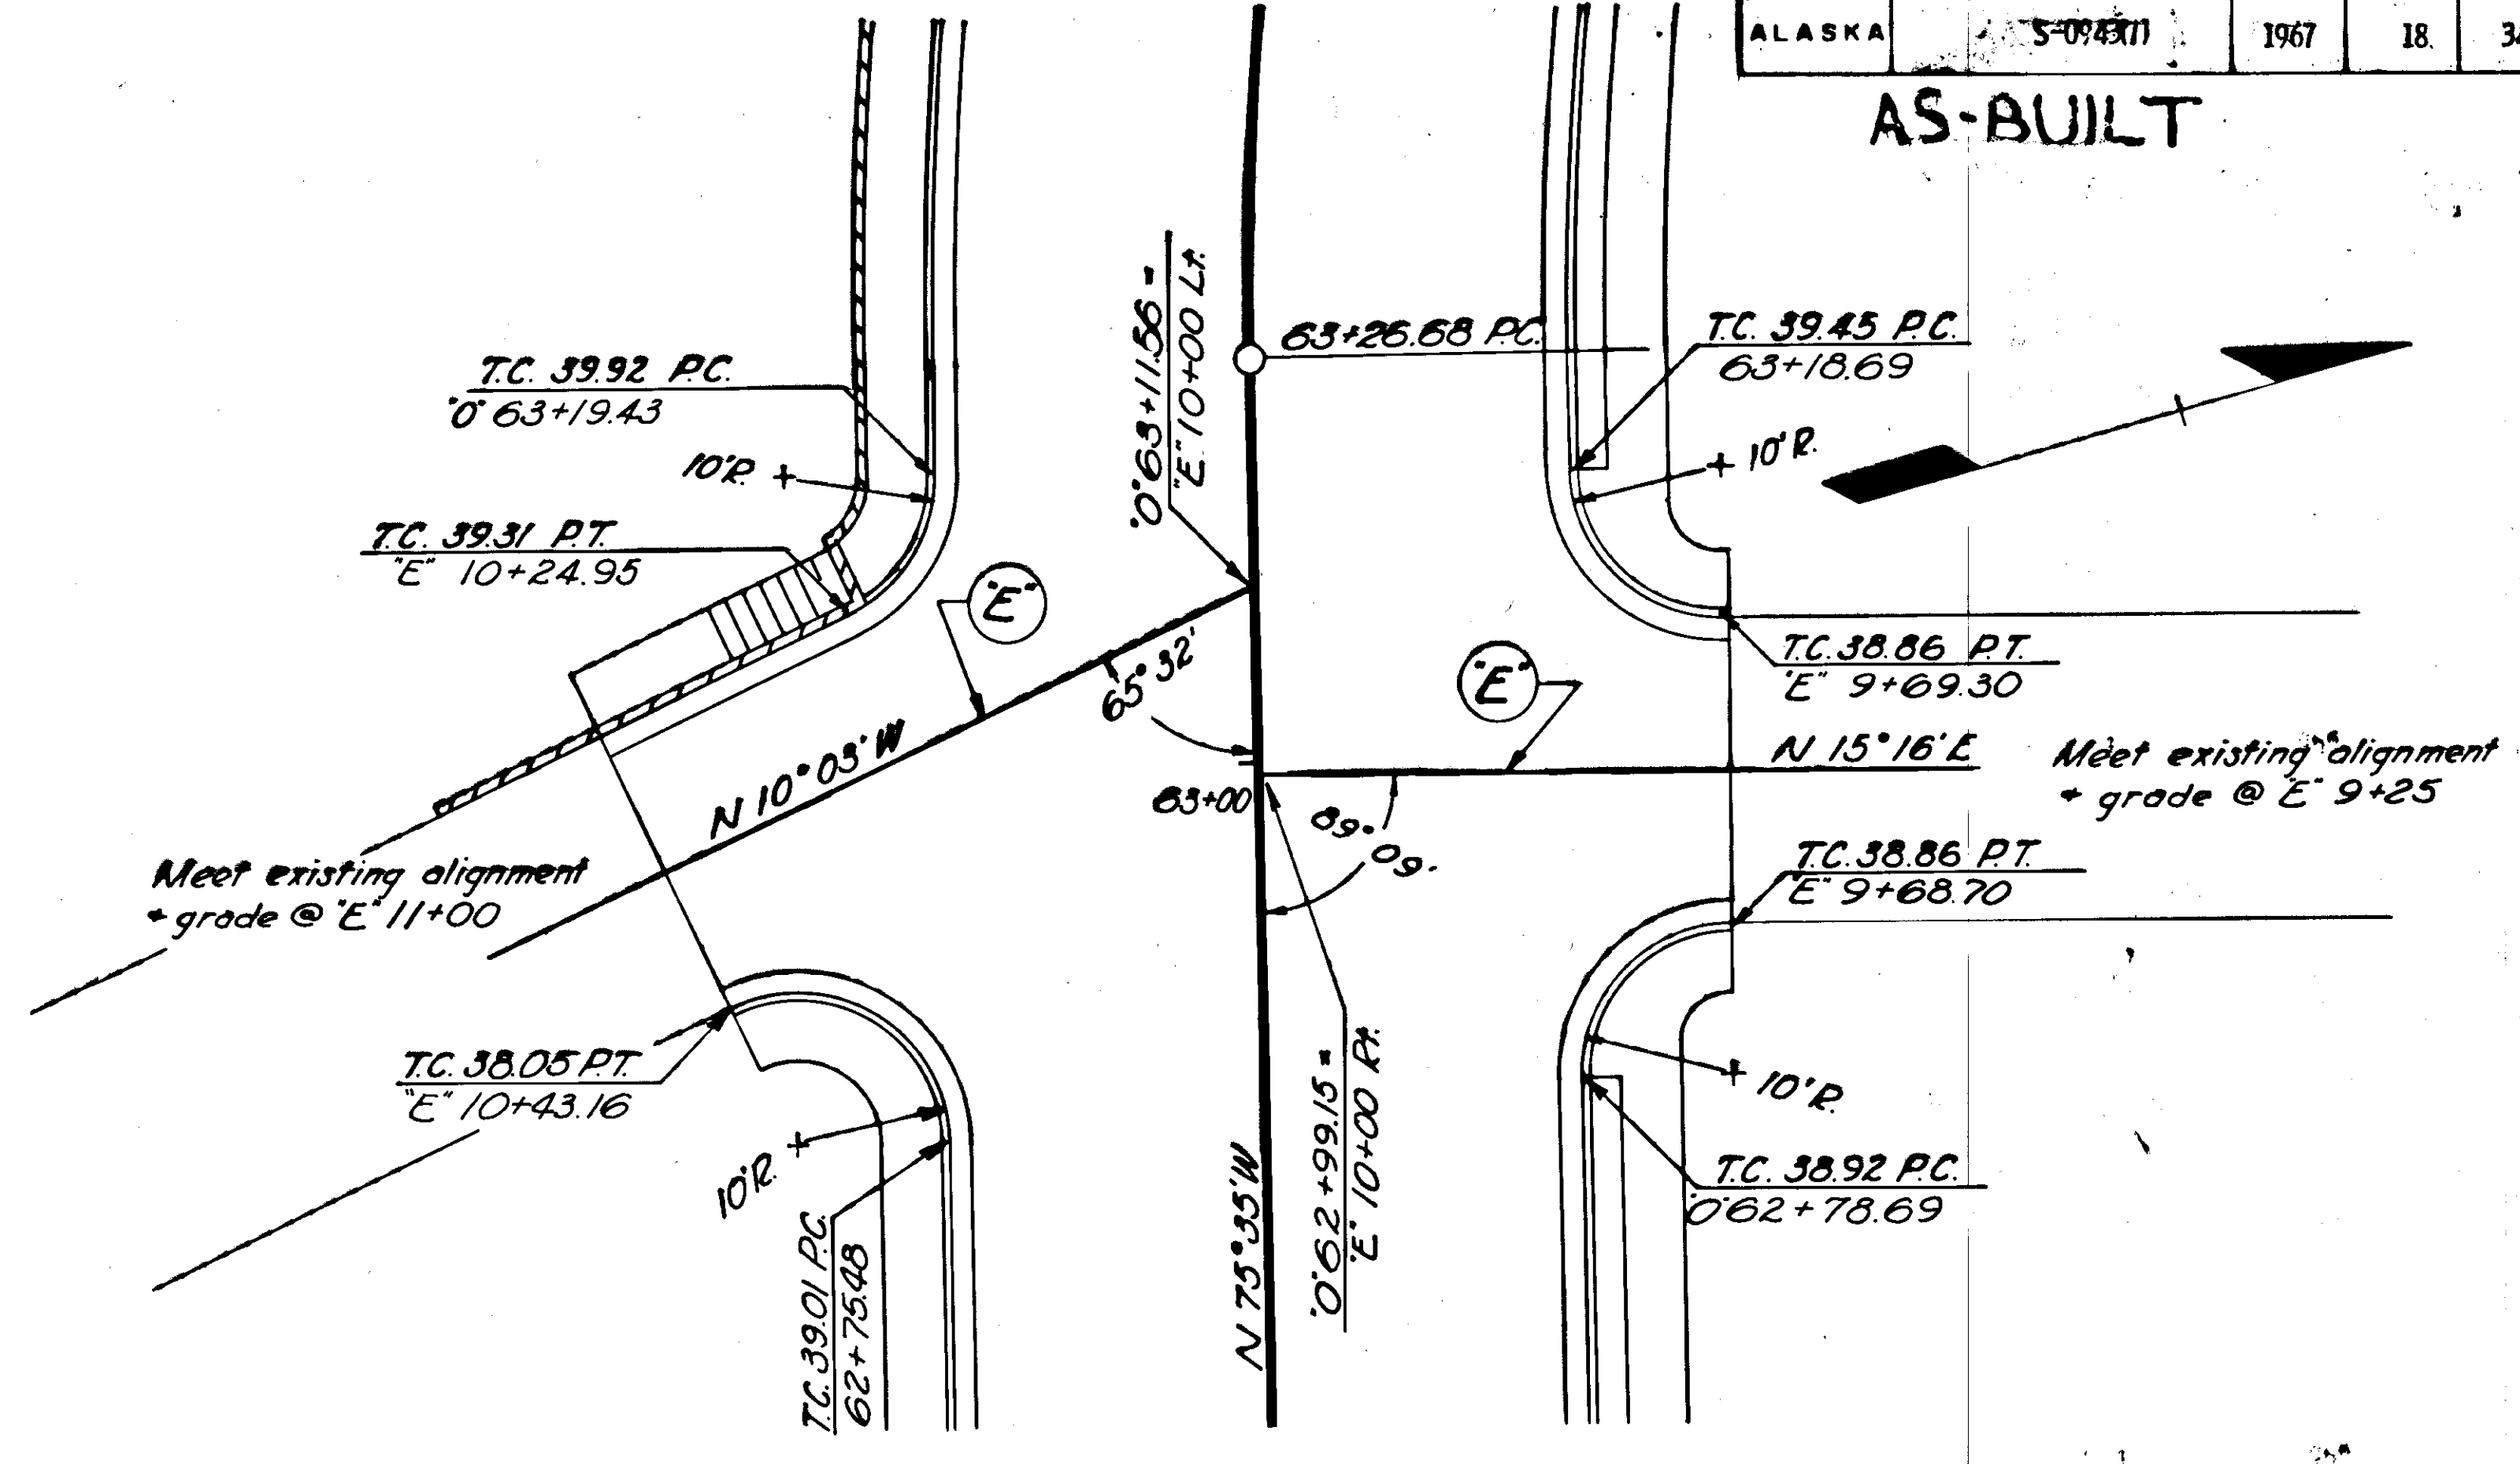 ALASKA 1967 18
AS-BUILT
"O" 63+11.56 =
"E" 10+00 Lt.
63+26.68 P.C.
T.C. 39.45 P.C.
63+18.69
T.C. 39.92 P.C.
"O" 63+19.43
10'R.
10'R.
T.C. 39.31 P.T.
"E" 10+24.95
"E"
"E"
65°32'
T.C. 38.86 P.T.
"E" 9+69.30
N 15°16'E
Meet existing alignment
+ grade @ "E" 9+25
N 10°03'W
63+00
89°
09'
Meet existing alignment
+ grade @ "E" 11+00
T.C. 38.86 P.T.
"E" 9+68.70
T.C. 38.05 P.T.
"E" 10+43.16
10'R.
10'R.
T.C. 39.01 P.C.
62+75.48
N 75°35'W
"O" 62+99.15 =
"E" 10+00 Rt.
T.C. 38.92 P.C.
"O" 62+78.69